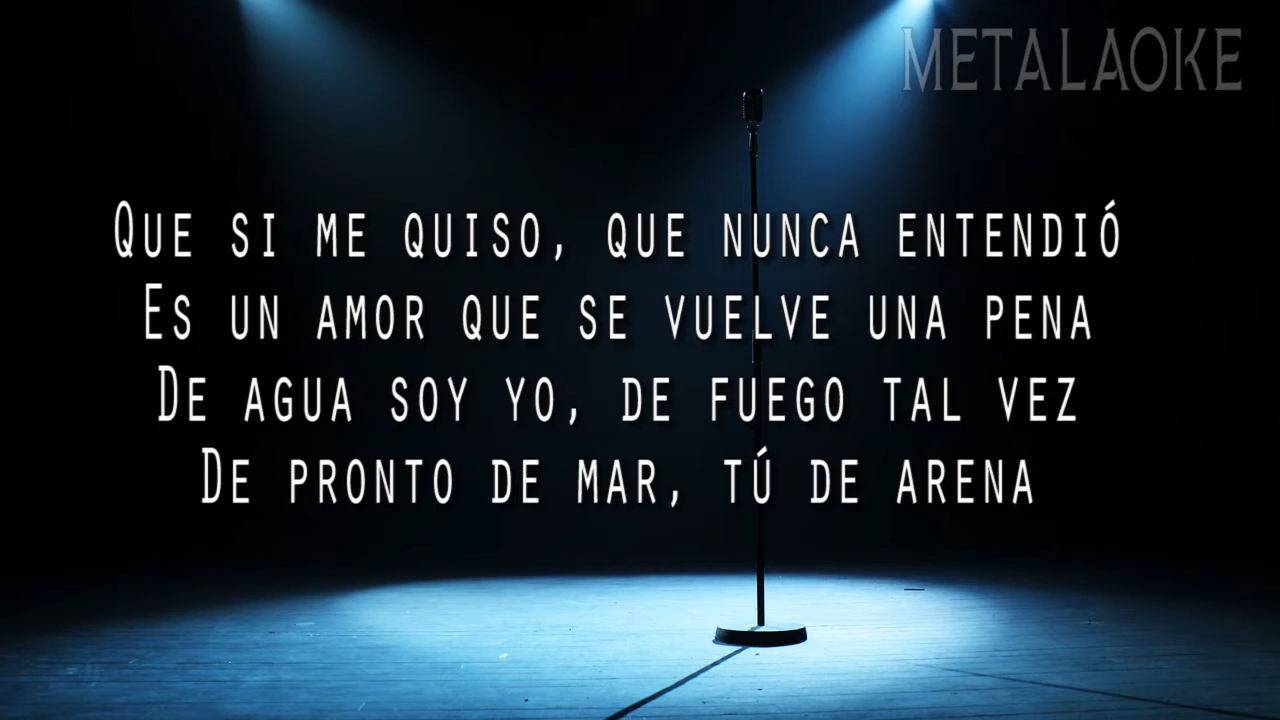 METALAOKE
Que si me quiso, que nunca entendió
Es un amor que se vuelve una pena
De agua soy yo, de fuego tal vez
De pronto de mar, tú de arena